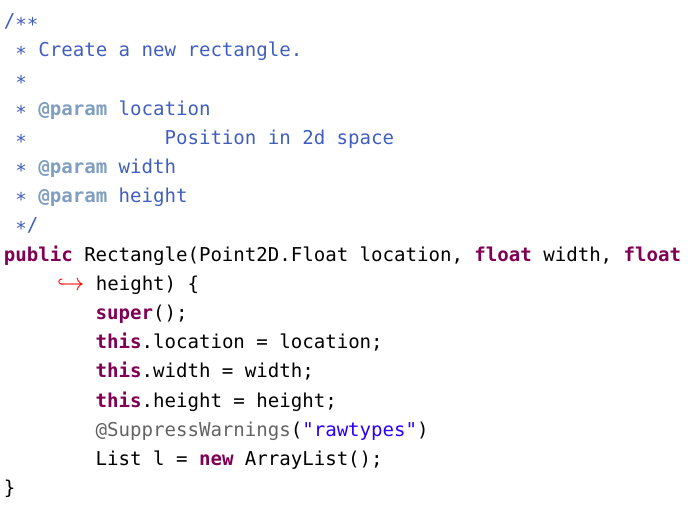 /**
 * Create a new rectangle.
 *
 * @param location
 *            Position in 2d space
 * @param width
 * @param height
 */
public Rectangle(Point2D.Float location, float width, float
     ↪ height) {
        super();
        this.location = location;
        this.width = width;
        this.height = height;
        @SuppressWarnings("rawtypes")
        List l = new ArrayList();
}